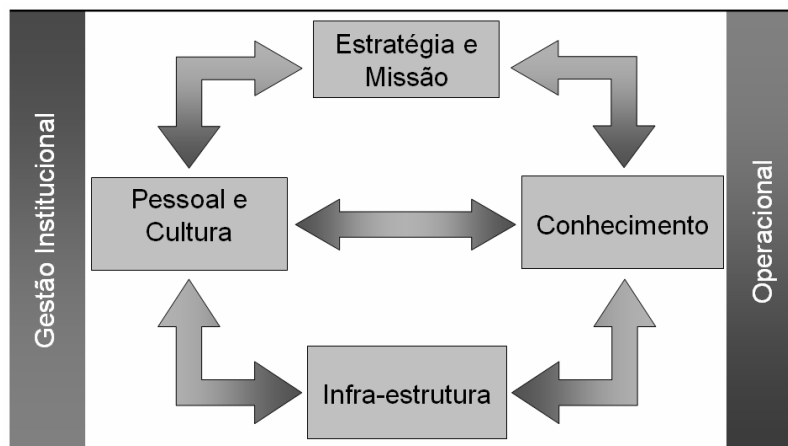 Estratégia e
Missão
Gestão Institucional
Pessoal e
Cultura
Conhecimento
Operacional
Infra-estrutura